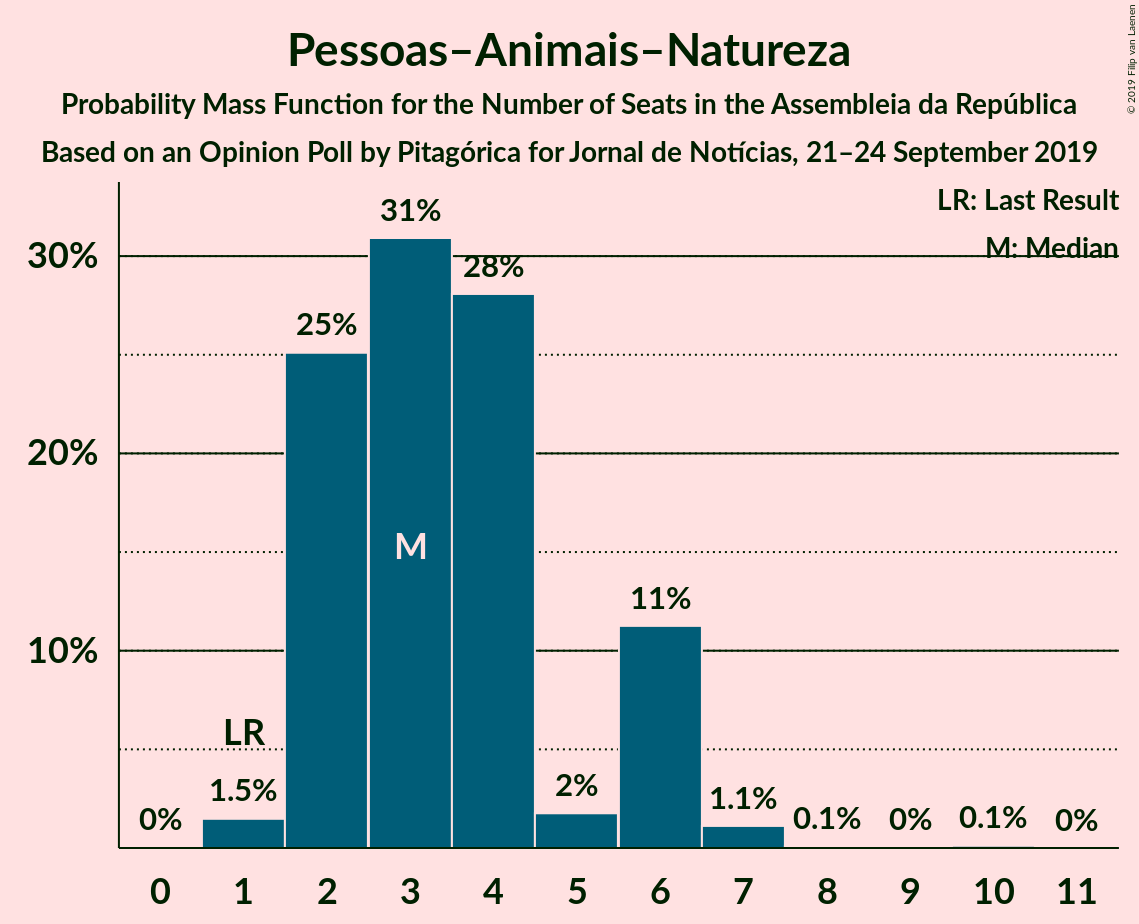 Pessoas–Animais–Natureza
Probability Mass Function for the Number of Seats in the Assembleia da República
Based on an Opinion Poll by Pitagórica for Jornal de Notícias, 21–24 September 2019
© 2019 Filip van Laenen
LR: Last Result
M: Median
30%
20%
10%
0%
LR
1.5%
25%
31%
M
28%
2%
11%
1.1%
0.1%
0%
0.1%
0%
0 1 2 3 4 5 6 7 8 9 10 11